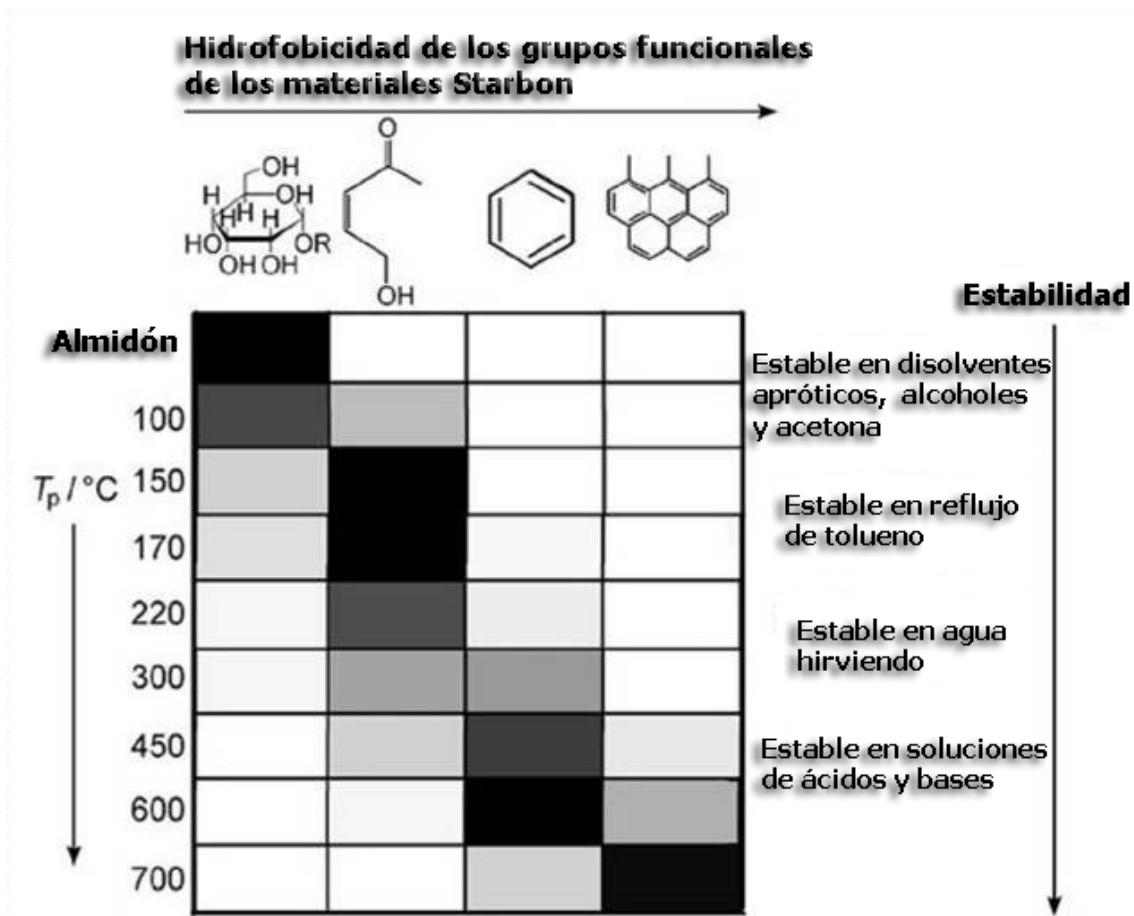 Hidrofobicidad de los grupos funcionales
de los materiales Starbon
O
OH
H
OH
H
H
H
H
HO
HO
OR
OH
OH
OH
Estabilidad
Almidón
Estable en disolventes
apróticos, alcoholes
y acetona
100
Tp / °C
150
Estable en reflujo
de tolueno
170
220
Estable en agua
hirviendo
300
450
Estable en soluciones
de ácidos y bases
600
700